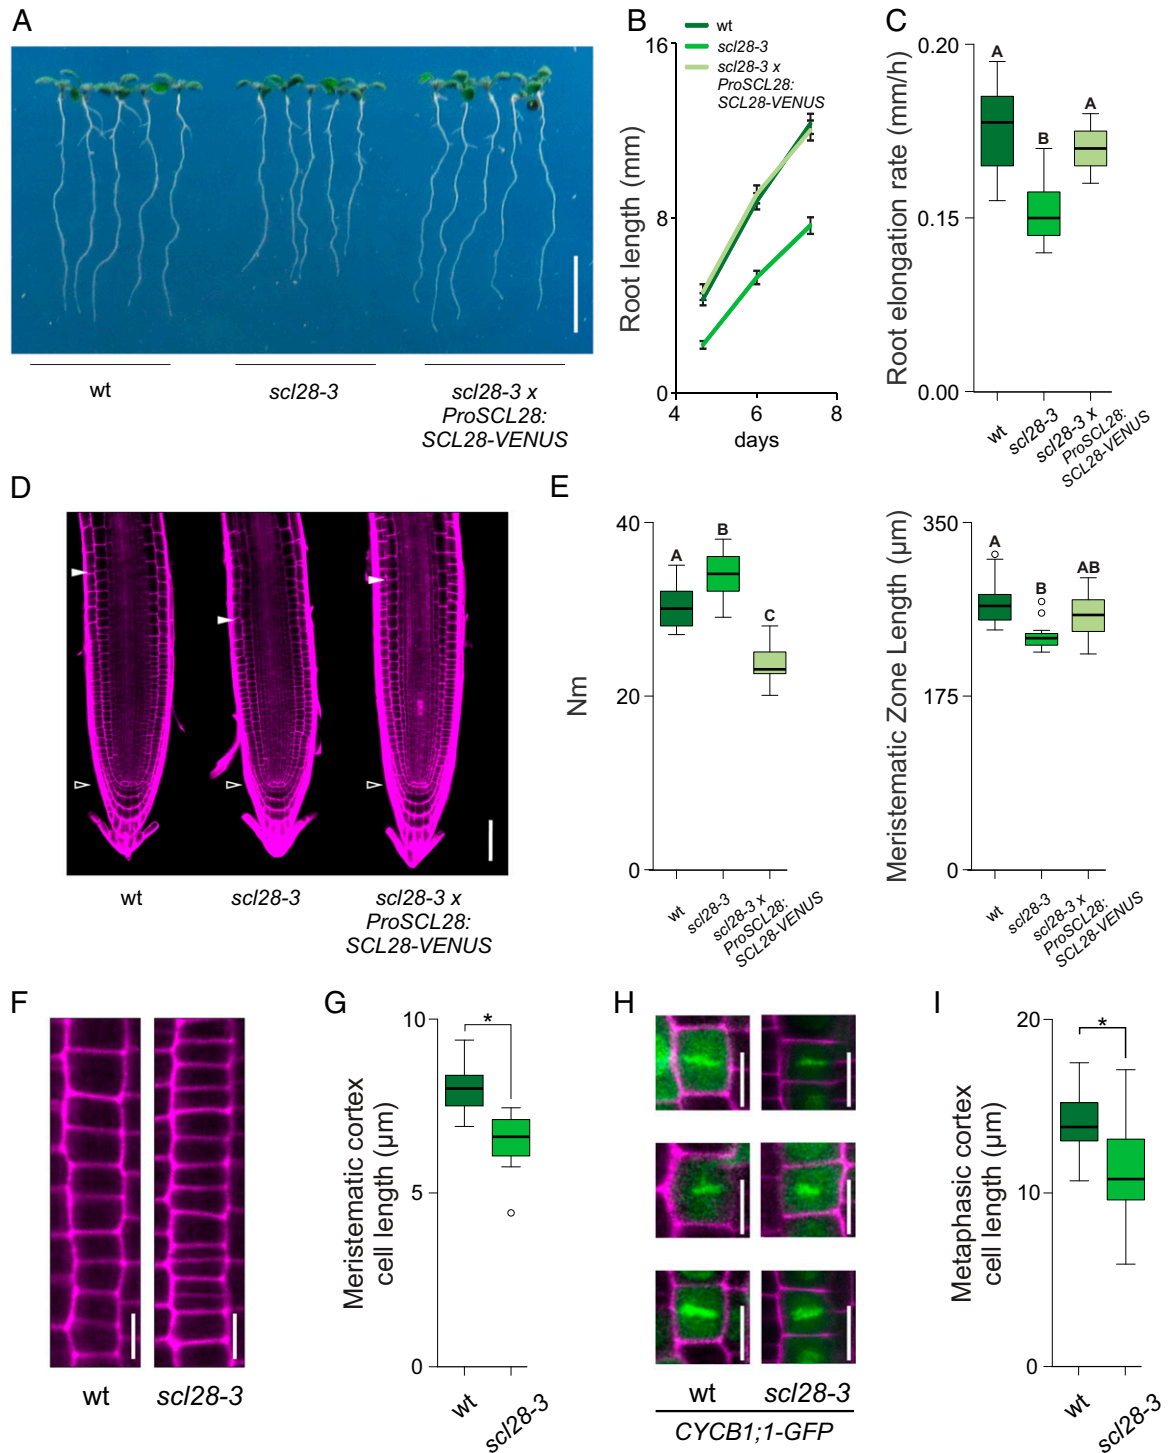 A
wt
scl28-3
scl28-3 x
ProSCL28:
SCL28-VENUS
B
wt
scl28-3
scl28-3 x
ProSCL28:
SCL28-VENUS
Root length (mm)
16
8
0
4
6
8
days
C
Root elongation rate (mm/h)
0.20
0.15
0.00
A
B
A
wt
scl28-3
scl28-3 x
ProSCL28:
SCL28-VENUS
D
wt
scl28-3
scl28-3 x
ProSCL28:
SCL28-VENUS
E
Nm
40
20
0
A
B
C
wt
scl28-3
scl28-3 x
ProSCL28:
SCL28-VENUS
Meristematic Zone Length (µm)
350
175
0
A
B
AB
wt
scl28-3
scl28-3 x
ProSCL28:
SCL28-VENUS
F
wt
scl28-3
G
Meristematic cortex
cell length (µm)
10
5
0
*
wt
scl28-3
H
wt
scl28-3
CYCB1;1-GFP
I
Metaphasic cortex
cell length (µm)
20
10
0
*
wt
scl28-3